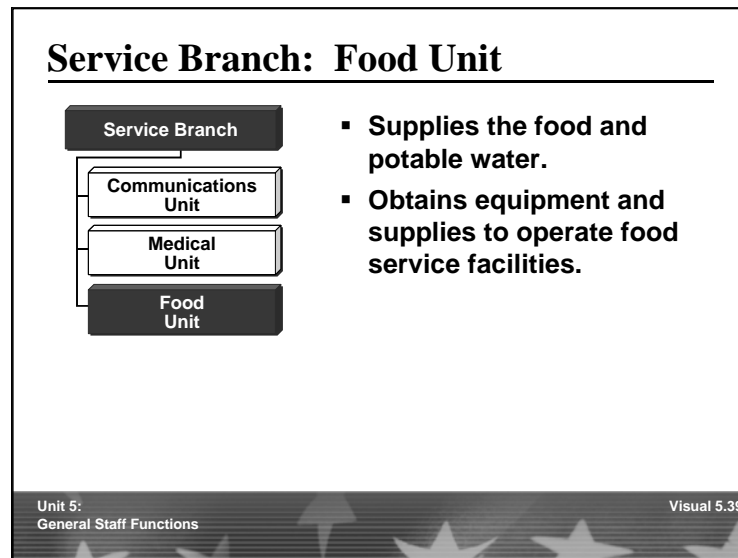 Service Branch: Food Unit
Service Branch
Communications
Unit
Medical
Unit
Food
Unit
▪ Supplies the food and
potable water.
▪ Obtains equipment and
supplies to operate food
service facilities.
Unit 5:
General Staff Functions
Visual 5.39